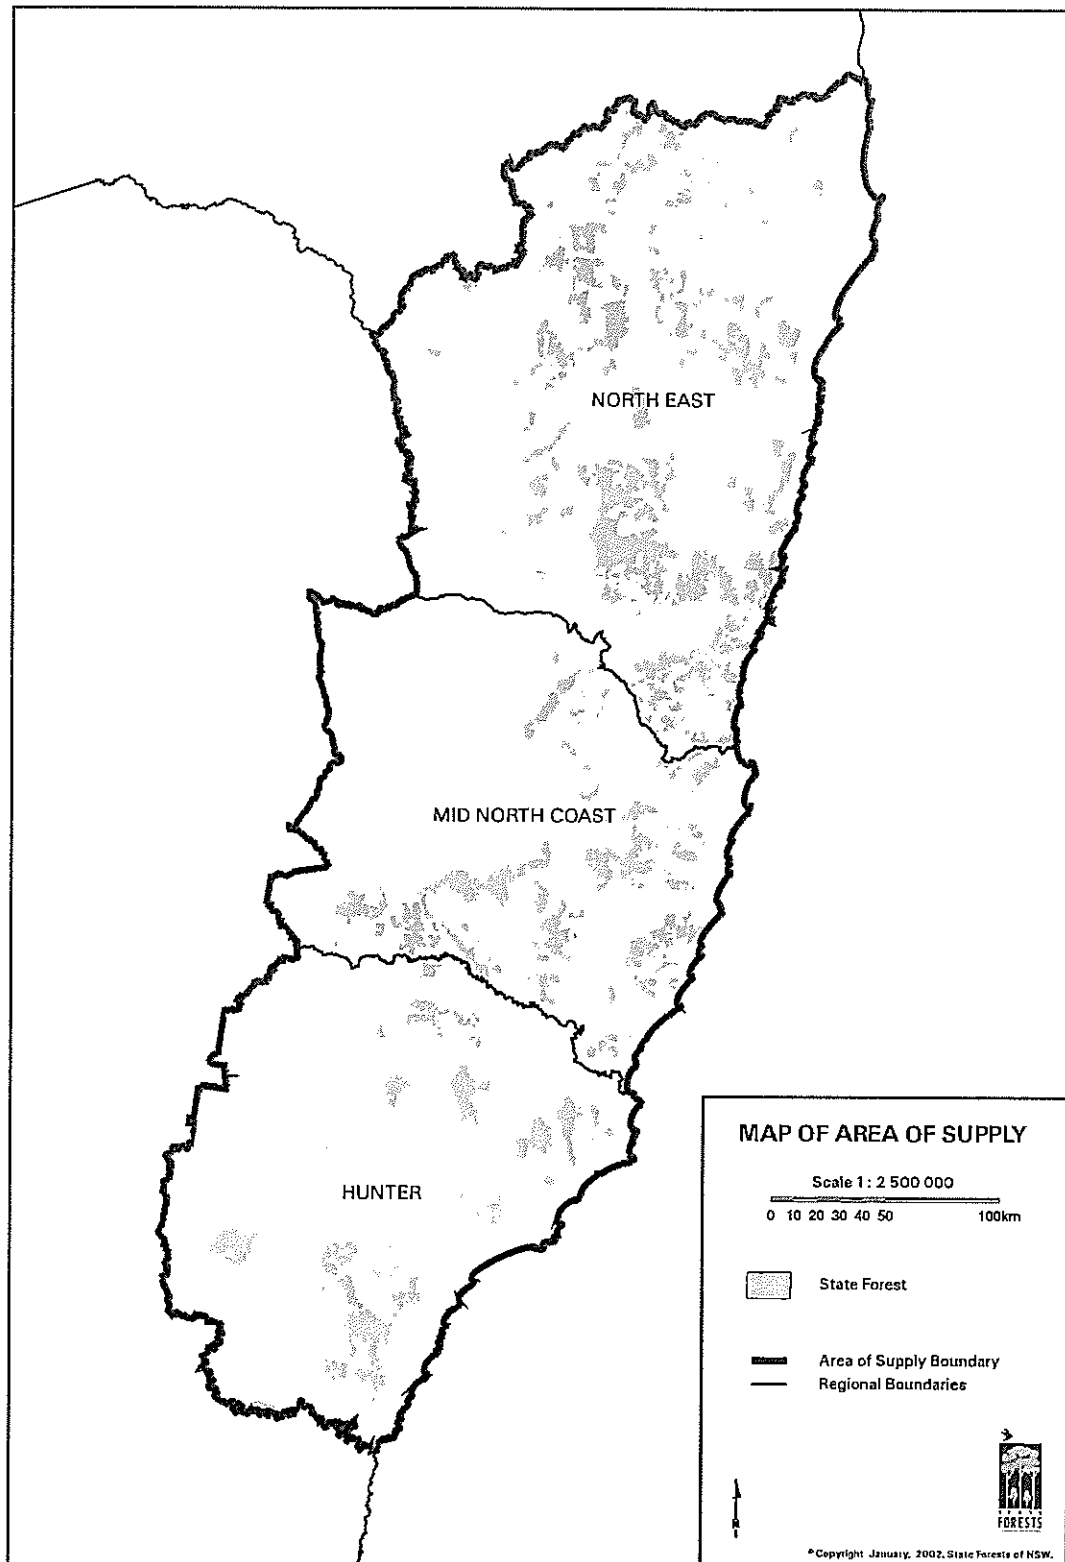 NORTH EAST
MID NORTH COAST
HUNTER
MAP OF AREA OF SUPPLY
Scale 1 : 2 500 000
0 10 20 30 40 50 100km
State Forest
Area of Supply Boundary
Regional Boundaries
N
STATE
FORESTS
© Copyright January, 2002. State Forests of NSW.